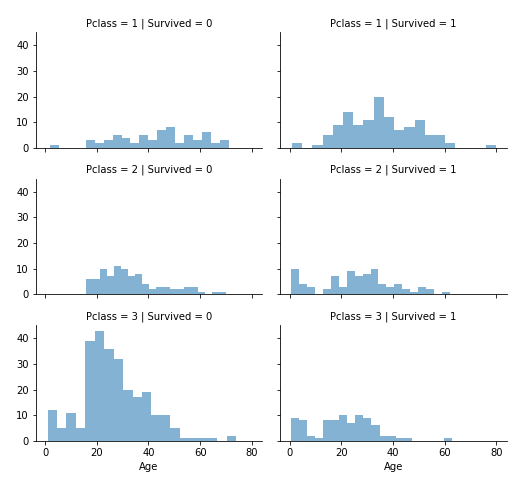 Pclass = 1 | Survived = 0
Pclass = 1 | Survived = 1
40
30
20
10
0
Pclass = 2 | Survived = 0
Pclass = 2 | Survived = 1
40
30
20
10
0
Pclass = 3 | Survived = 0
Pclass = 3 | Survived = 1
40
30
20
10
0
0 20 40 60 80
0 20 40 60 80
Age
Age